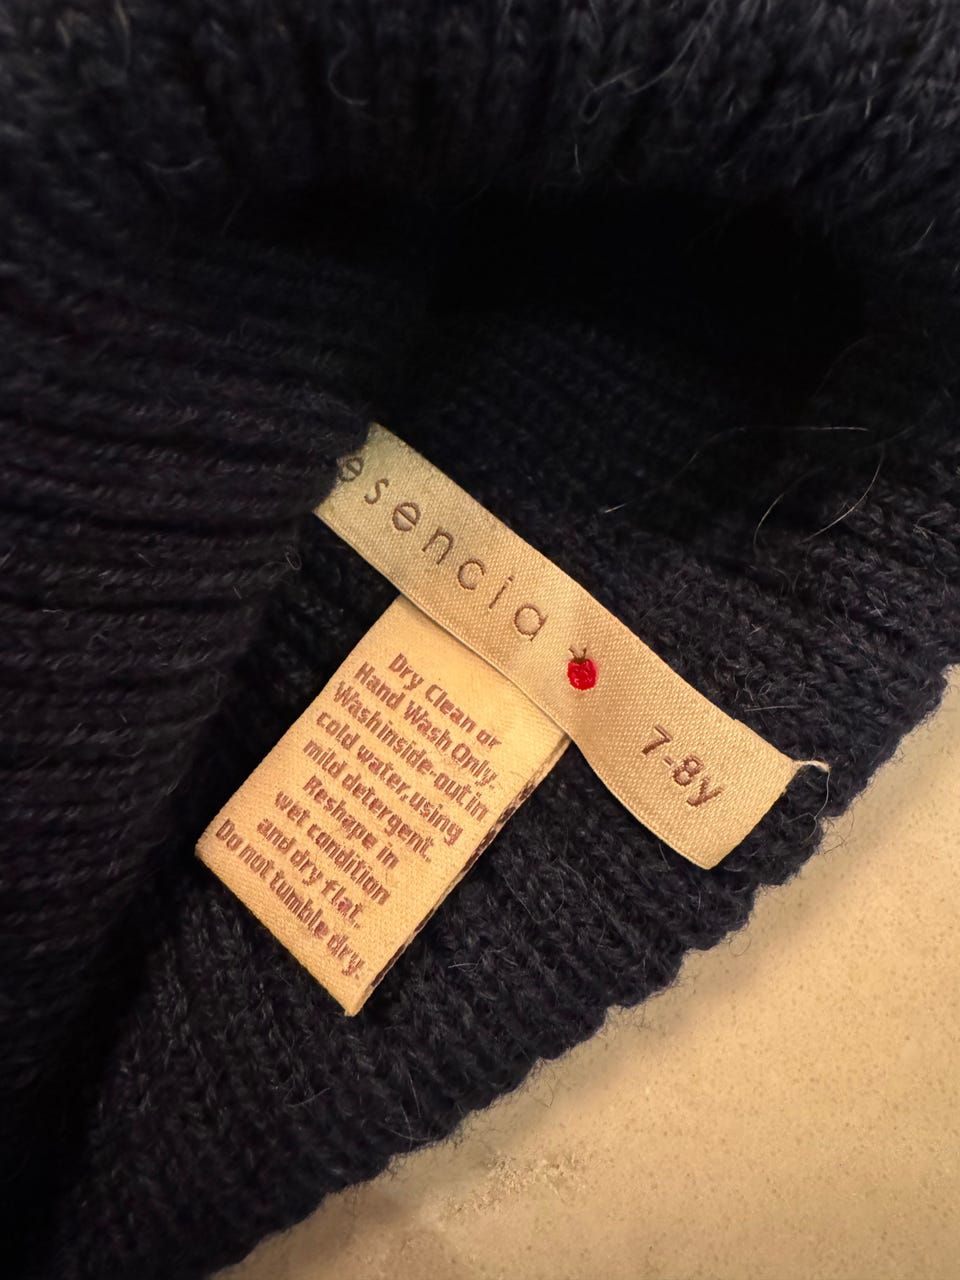 esencia
7-8y
Dry Clean or
Hand Wash Only.
Wash inside-out in
cold water, using
mild detergent.
Reshape in
wet condition
and dry flat.
Do not tumble dry.